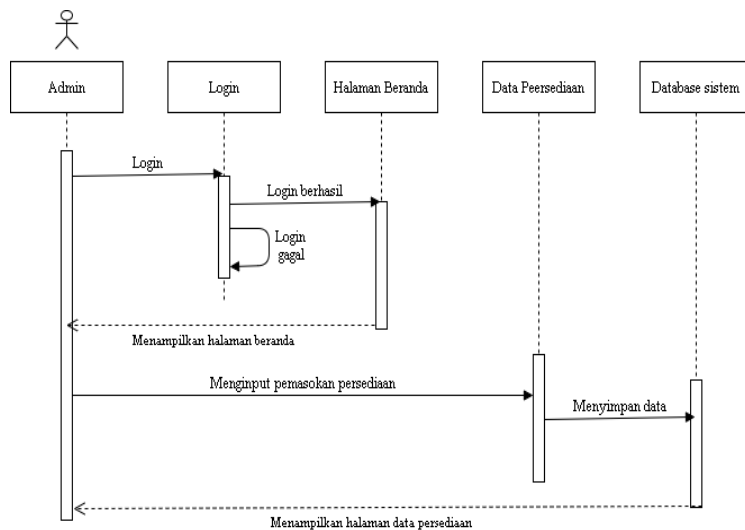 Admin
Login
Halaman Beranda
Data Peersediaan
Database sistem
Login
Login berhasil
Login
gagal
Menampilkan halaman beranda
Menginput pemasokan persediaan
Menyimpan data
Menampilkan halaman data persediaan